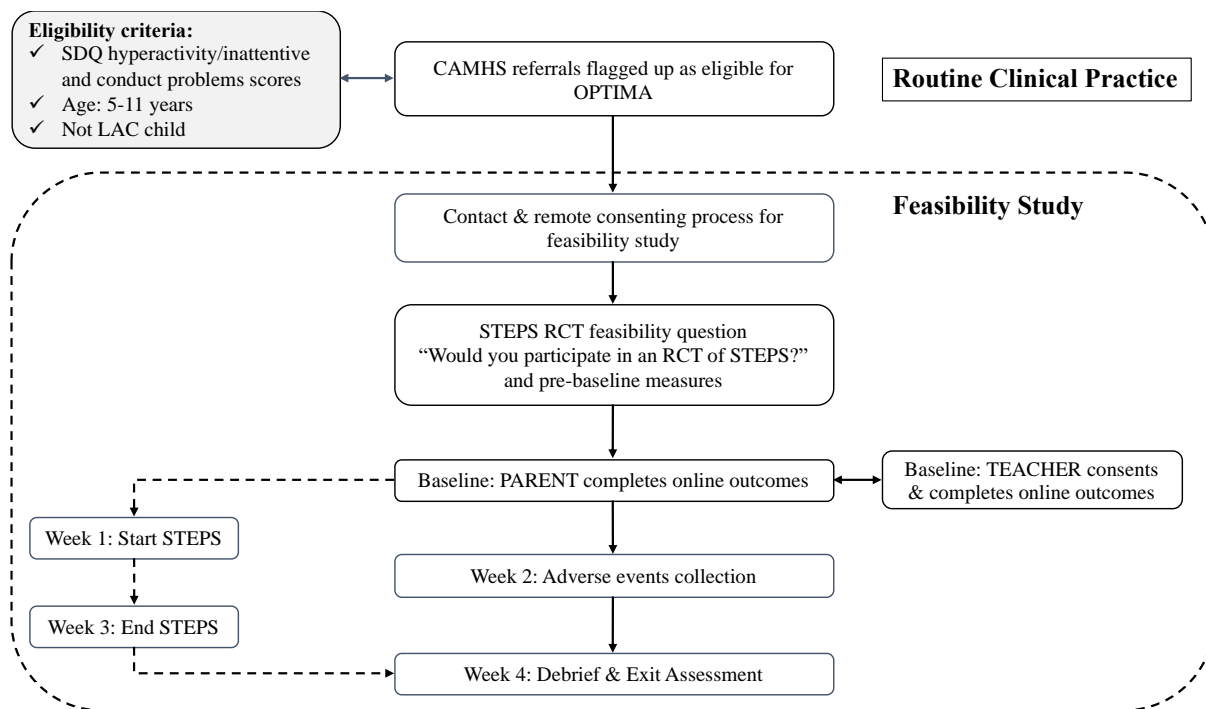 Eligibility criteria:
✓ SDQ hyperactivity/inattentive
and conduct problems scores
✓ Age: 5-11 years
✓ Not LAC child
CAMHS referrals flagged up as eligible for
OPTIMA
Routine Clinical Practice
Feasibility Study
Contact & remote consenting process for
feasibility study
STEPS RCT feasibility question
“Would you participate in an RCT of STEPS?”
and pre-baseline measures
Baseline: PARENT completes online outcomes
Baseline: TEACHER consents
& completes online outcomes
Week 1: Start STEPS
Week 2: Adverse events collection
Week 3: End STEPS
Week 4: Debrief & Exit Assessment